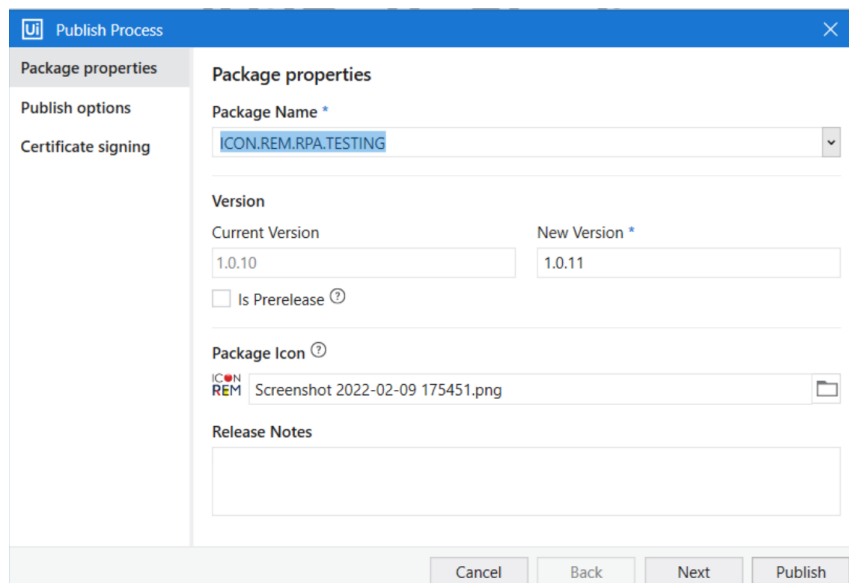 Ui Publish Process
Package properties
Publish options
Certificate signing
Package properties
Package Name *
ICON.REM.RPA.TESTING
Version
Current Version New Version *
1.0.10 1.0.11
Is Prerelease ?
Package Icon ?
ICON
REM
Screenshot 2022-02-09 175451.png
Release Notes
Cancel Back Next Publish